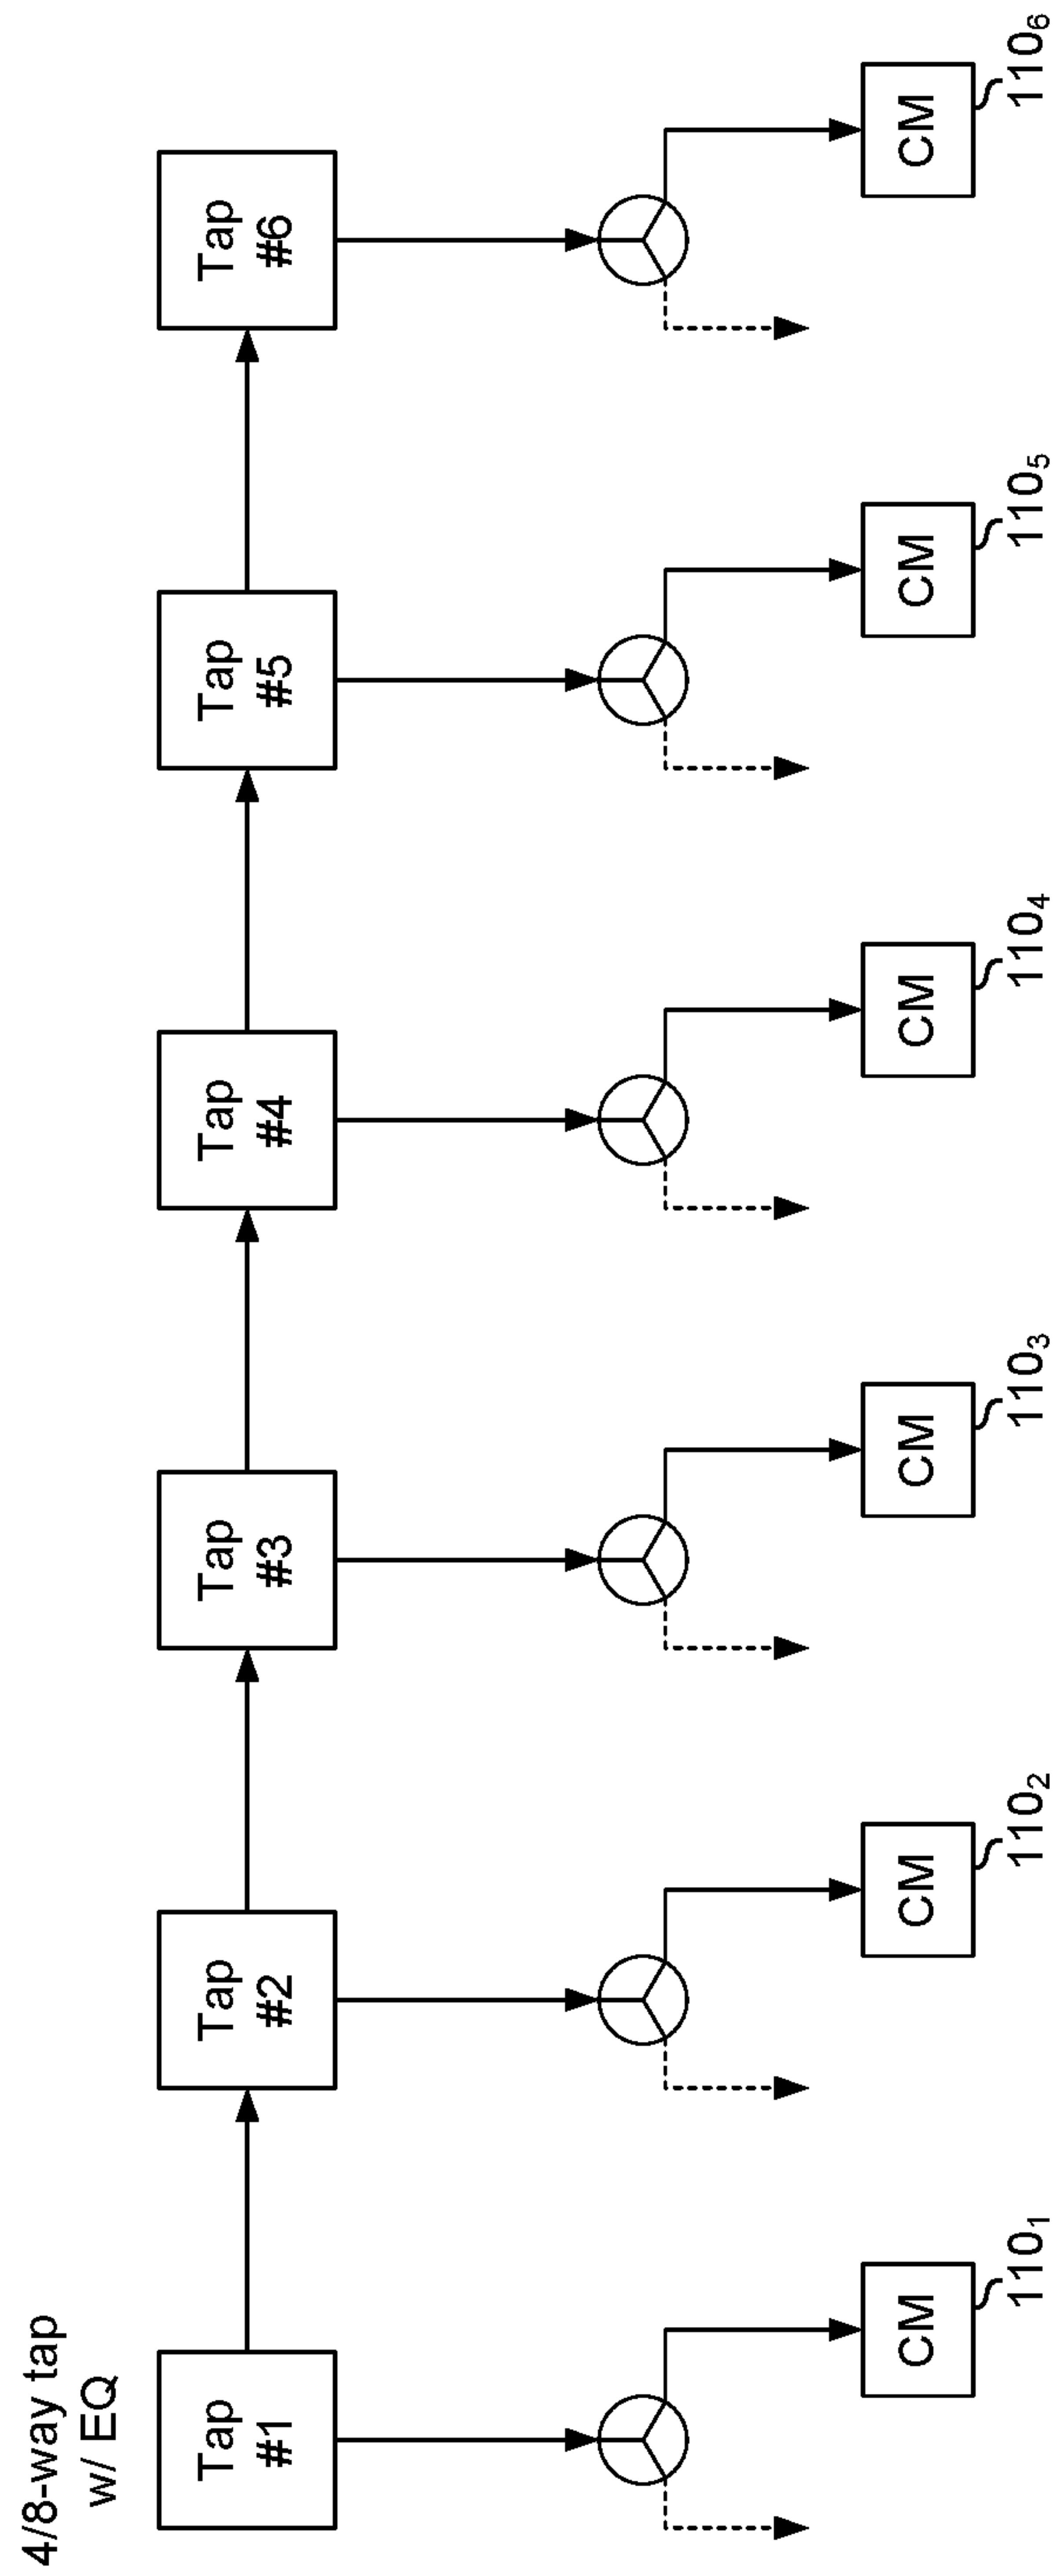 4/8-way tap
w/ EQ
Tap
#1
Tap
#2
Tap
#3
Tap
#4
Tap
#5
Tap
#6
CM
CM
CM
CM
CM
CM
110₁
110₂
110₃
110₄
110₅
110₆